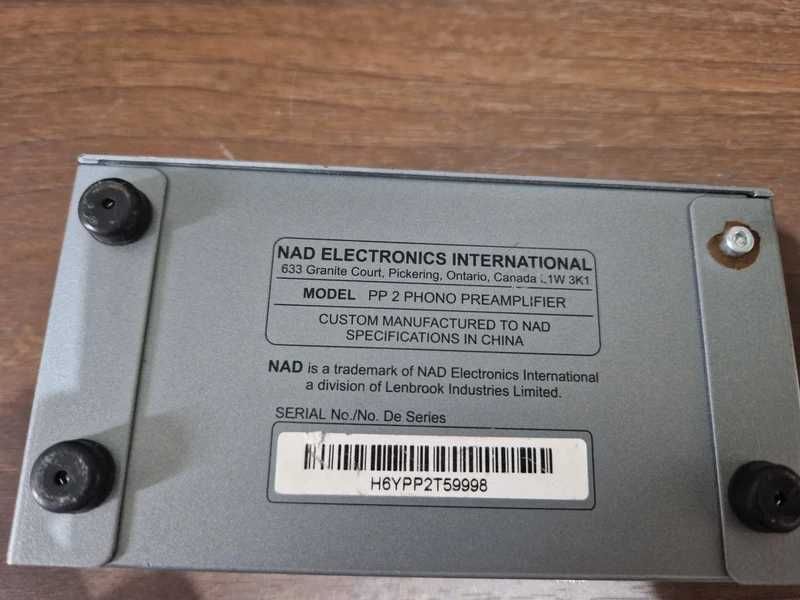 NAD ELECTRONICS INTERNATIONAL
633 Granite Court, Pickering, Ontario, Canada L1W 3K1
MODEL PP 2 PHONO PREAMPLIFIER
CUSTOM MANUFACTURED TO NAD
SPECIFICATIONS IN CHINA
NAD is a trademark of NAD Electronics International
a division of Lenbrook Industries Limited.
SERIAL No./No. De Series
H6YPP2T59998